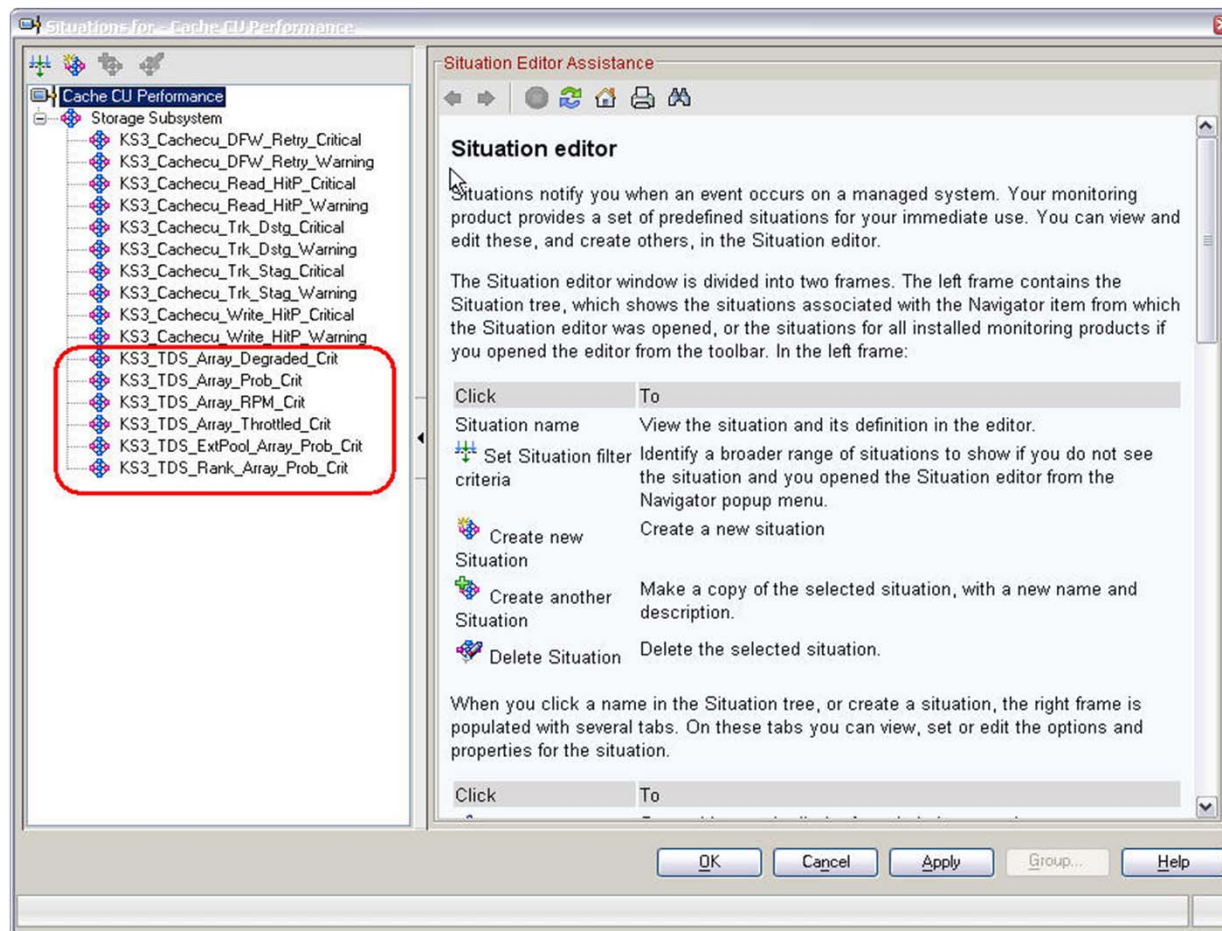 Situations for - Cache CU Performance
Cache CU Performance
Storage Subsystem
KS3_Cachecu_DFW_Retry_Critical
KS3_Cachecu_DFW_Retry_Warning
KS3_Cachecu_Read_HitP_Critical
KS3_Cachecu_Read_HitP_Warning
KS3_Cachecu_Trk_Dstg_Critical
KS3_Cachecu_Trk_Dstg_Warning
KS3_Cachecu_Trk_Stag_Critical
KS3_Cachecu_Trk_Stag_Warning
KS3_Cachecu_Write_HitP_Critical
KS3_Cachecu_Write_HitP_Warning
KS3_TDS_Array_Degraded_Crit
KS3_TDS_Array_Prob_Crit
KS3_TDS_Array_RPM_Crit
KS3_TDS_Array_Throttled_Crit
KS3_TDS_ExtPool_Array_Prob_Crit
KS3_TDS_Rank_Array_Prob_Crit
Situation Editor Assistance
Situation editor
Situations notify you when an event occurs on a managed system. Your monitoring
product provides a set of predefined situations for your immediate use. You can view and
edit these, and create others, in the Situation editor.
The Situation editor window is divided into two frames. The left frame contains the
Situation tree, which shows the situations associated with the Navigator item from which
the Situation editor was opened, or the situations for all installed monitoring products if
you opened the editor from the toolbar. In the left frame:
Click To
Situation name View the situation and its definition in the editor.
Set Situation filter Identify a broader range of situations to show if you do not see
criteria the situation and you opened the Situation editor from the
Navigator popup menu.
Create new Create a new situation
Situation
Create another Make a copy of the selected situation, with a new name and
Situation description.
Delete Situation Delete the selected situation.
When you click a name in the Situation tree, or create a situation, the right frame is
populated with several tabs. On these tabs you can view, set or edit the options and
properties for the situation.
Click To
OK Cancel Apply Group... Help